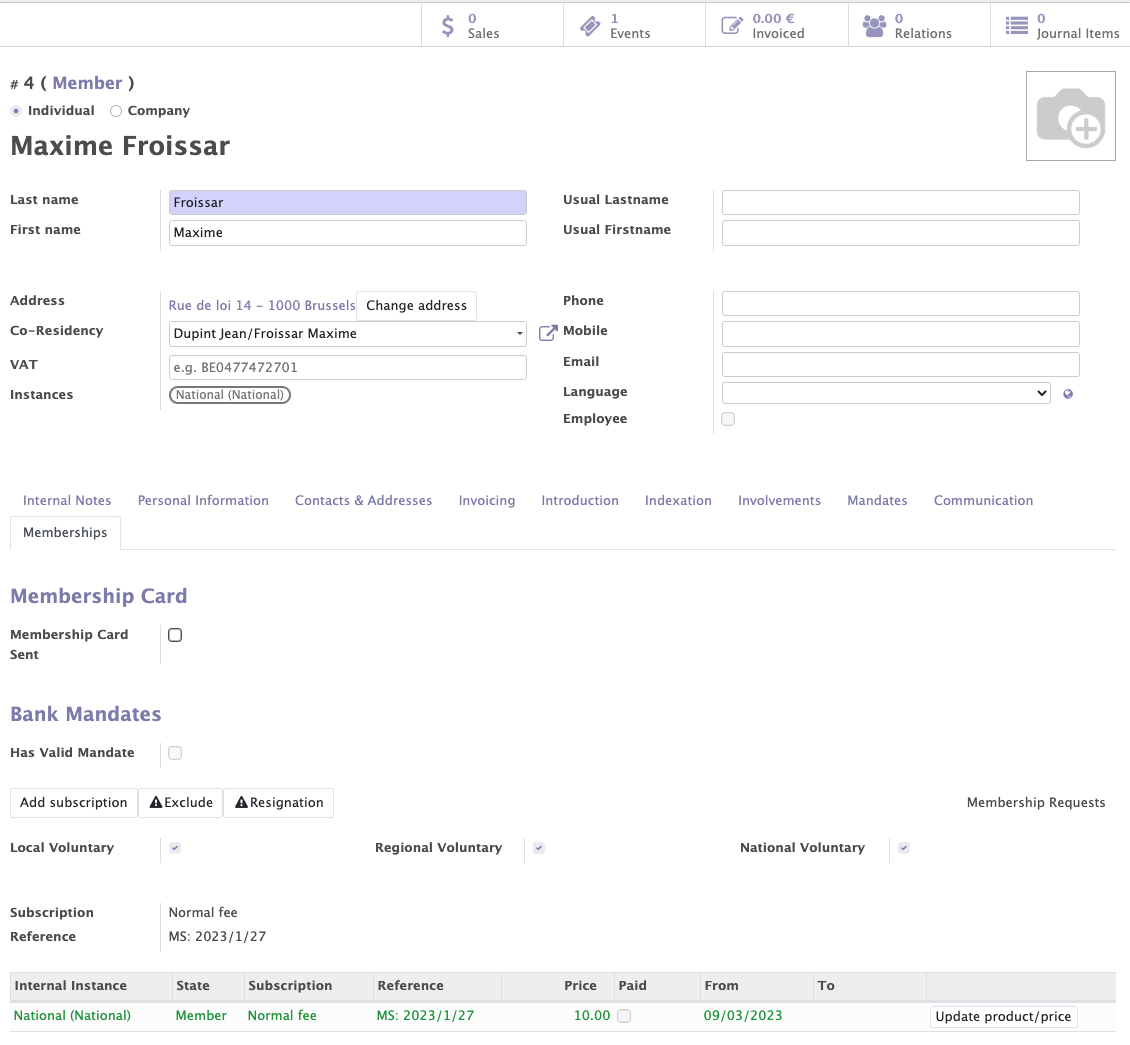 0 Sales
1 Events
0.00 € Invoiced
0 Relations
0 Journal Items
# 4 ( Member )
Individual Company
Maxime Froissar
Last name Froissar Usual Lastname
First name Maxime Usual Firstname
Address Rue de loi 14 - 1000 Brussels Change address Phone
Co-Residency Dupint Jean/Froissar Maxime Mobile
VAT e.g. BE0477472701 Email
Instances National (National) Language
Employee
Internal Notes Personal Information Contacts & Addresses Invoicing Introduction Indexation Involvements Mandates Communication
Memberships
Membership Card
Membership Card
Sent
Bank Mandates
Has Valid Mandate
Add subscription Exclude Resignation Membership Requests
Local Voluntary Regional Voluntary National Voluntary
Subscription Normal fee
Reference MS: 2023/1/27
Internal Instance State Subscription Reference Price Paid From To
National (National) Member Normal fee MS: 2023/1/27 10.00 09/03/2023 Update product/price